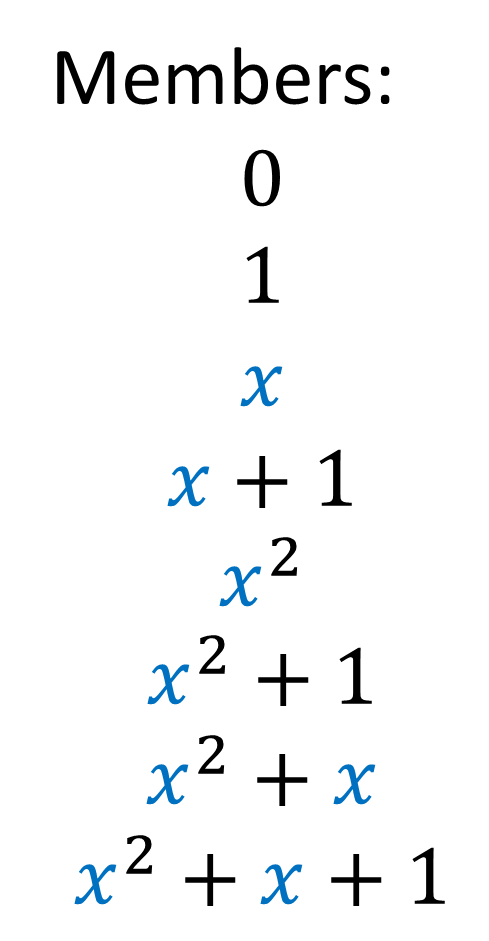 Members:
0
1
x
x + 1
x²
x² + 1
x² + x
x² + x + 1